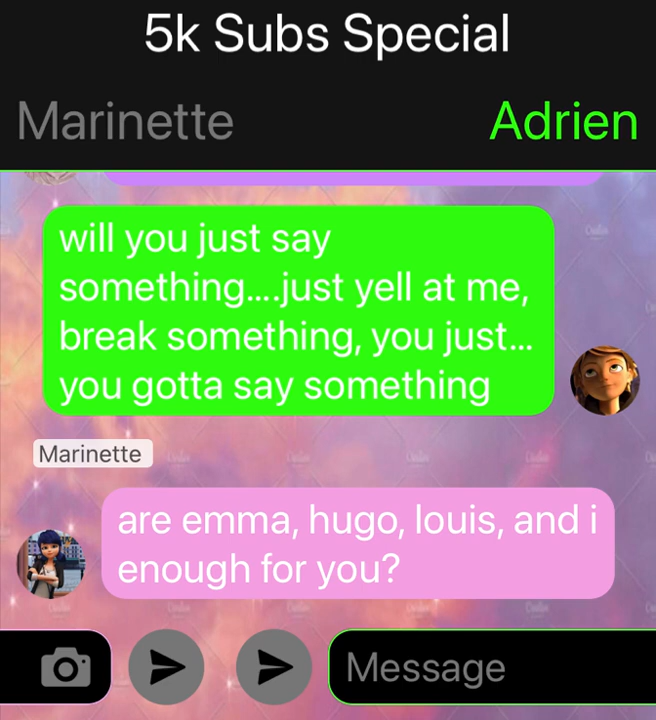 5k Subs Special
Marinette
Adrien
will you just say
something....just yell at me,
break something, you just...
you gotta say something
Marinette
are emma, hugo, louis, and i
enough for you?
Message